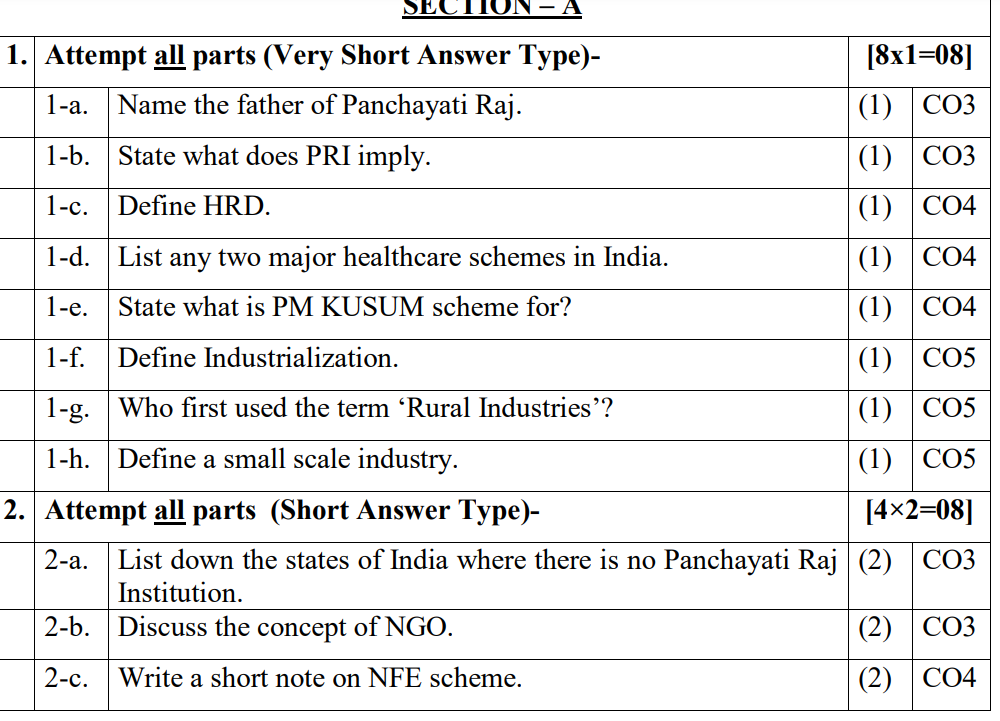 SECTION – A
1. Attempt all parts (Very Short Answer Type)- [8x1=08]
1-a. Name the father of Panchayati Raj. (1) CO3
1-b. State what does PRI imply. (1) CO3
1-c. Define HRD. (1) CO4
1-d. List any two major healthcare schemes in India. (1) CO4
1-e. State what is PM KUSUM scheme for? (1) CO4
1-f. Define Industrialization. (1) CO5
1-g. Who first used the term ‘Rural Industries’? (1) CO5
1-h. Define a small scale industry. (1) CO5
2. Attempt all parts (Short Answer Type)- [4×2=08]
2-a. List down the states of India where there is no Panchayati Raj (2) CO3
Institution.
2-b. Discuss the concept of NGO. (2) CO3
2-c. Write a short note on NFE scheme. (2) CO4